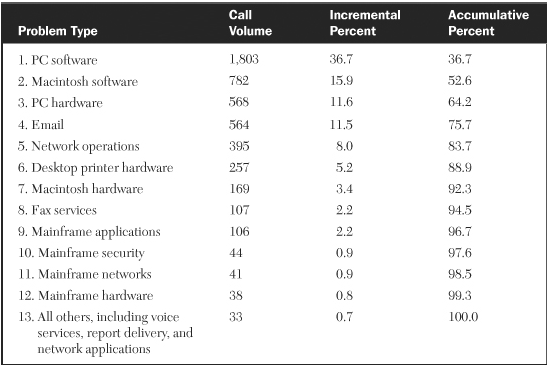 Call Incremental Accumulative
Problem Type Volume Percent Percent
1. PC software 1,803 36.7 36.7
2. Macintosh software 782 15.9 52.6
3. PC hardware 568 11.6 64.2
4. Email 564 11.5 75.7
5. Network operations 395 8.0 83.7
6. Desktop printer hardware 257 5.2 88.9
7. Macintosh hardware 169 3.4 92.3
8. Fax services 107 2.2 94.5
9. Mainframe applications 106 2.2 96.7
10. Mainframe security 44 0.9 97.6
11. Mainframe networks 41 0.9 98.5
12. Mainframe hardware 38 0.8 99.3
13. All others, including voice 33 0.7 100.0
services, report delivery, and
network applications